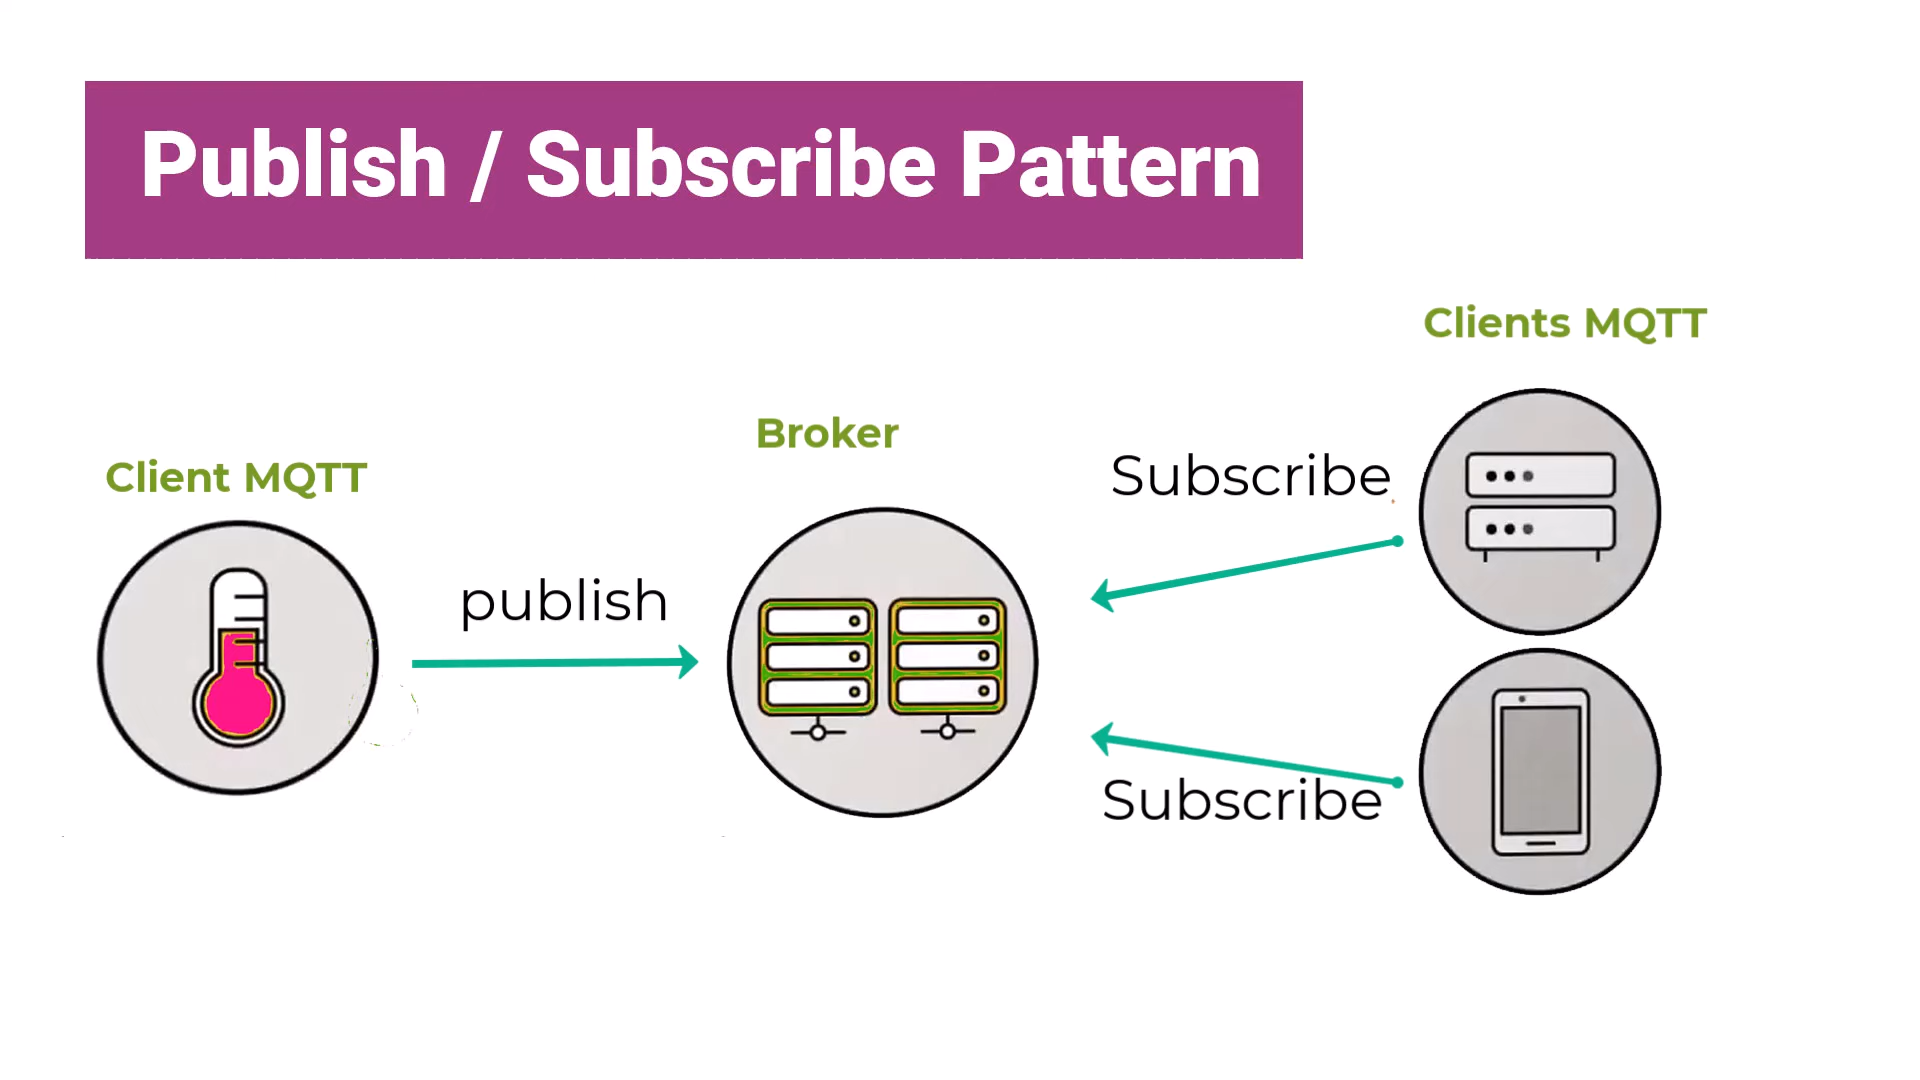 Publish / Subscribe Pattern
Clients MQTT
Broker
Client MQTT
Subscribe
publish
Subscribe